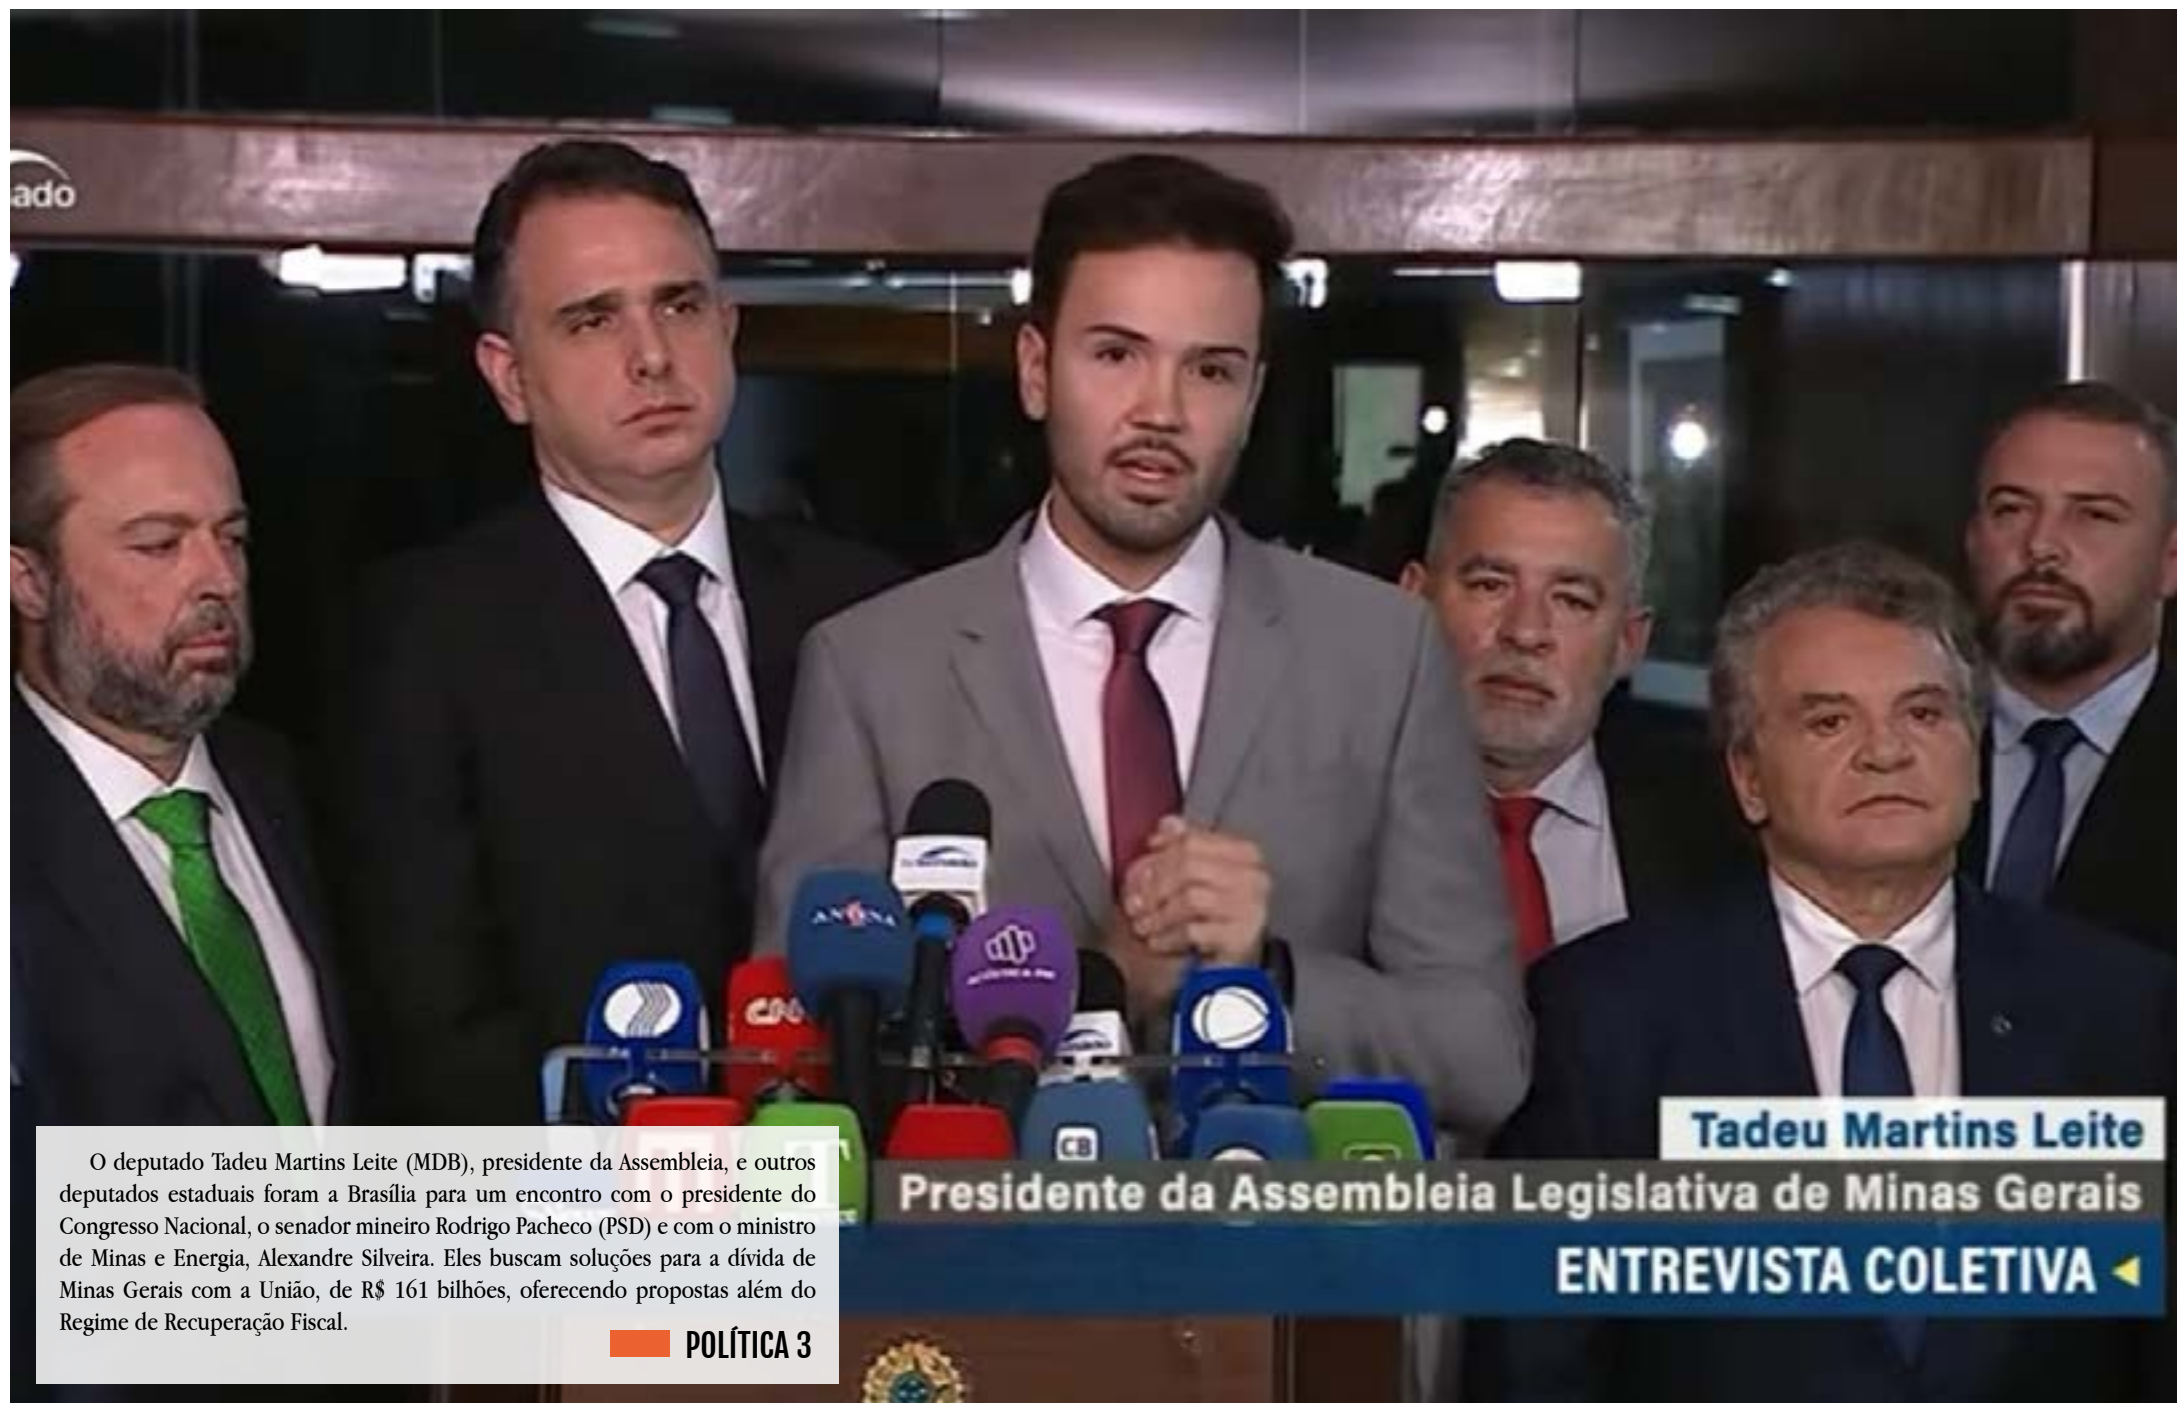 ado
ANTENA
CNN
CB
Tadeu Martins Leite
Presidente da Assembleia Legislativa de Minas Gerais
ENTREVISTA COLETIVA
O deputado Tadeu Martins Leite (MDB), presidente da Assembleia, e outros
deputados estaduais foram a Brasília para um encontro com o presidente do
Congresso Nacional, o senador mineiro Rodrigo Pacheco (PSD) e com o ministro
de Minas e Energia, Alexandre Silveira. Eles buscam soluções para a dívida de
Minas Gerais com a União, de R$ 161 bilhões, oferecendo propostas além do
Regime de Recuperação Fiscal.
POLÍTICA 3